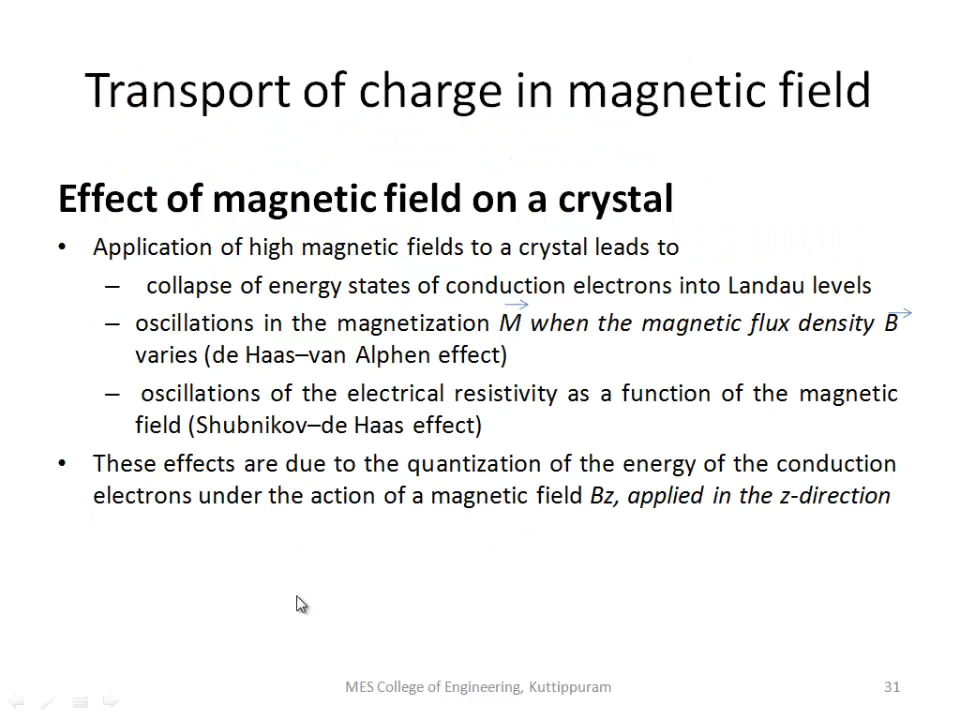 Transport of charge in magnetic field
Effect of magnetic field on a crystal
• Application of high magnetic fields to a crystal leads to
– collapse of energy states of conduction electrons into Landau levels
– oscillations in the magnetization M when the magnetic flux density B
varies (de Haas–van Alphen effect)
– oscillations of the electrical resistivity as a function of the magnetic
field (Shubnikov–de Haas effect)
• These effects are due to the quantization of the energy of the conduction
electrons under the action of a magnetic field Bz, applied in the z-direction
MES College of Engineering, Kuttippuram
31